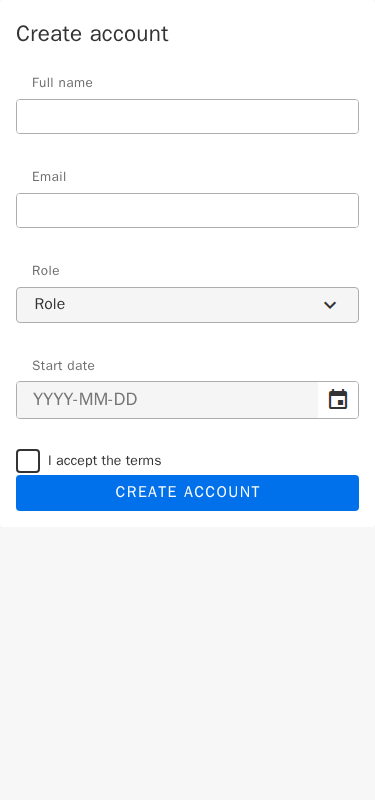 Create account
Full name
Email
Role
Role
Start date
YYYY-MM-DD
I accept the terms
CREATE ACCOUNT